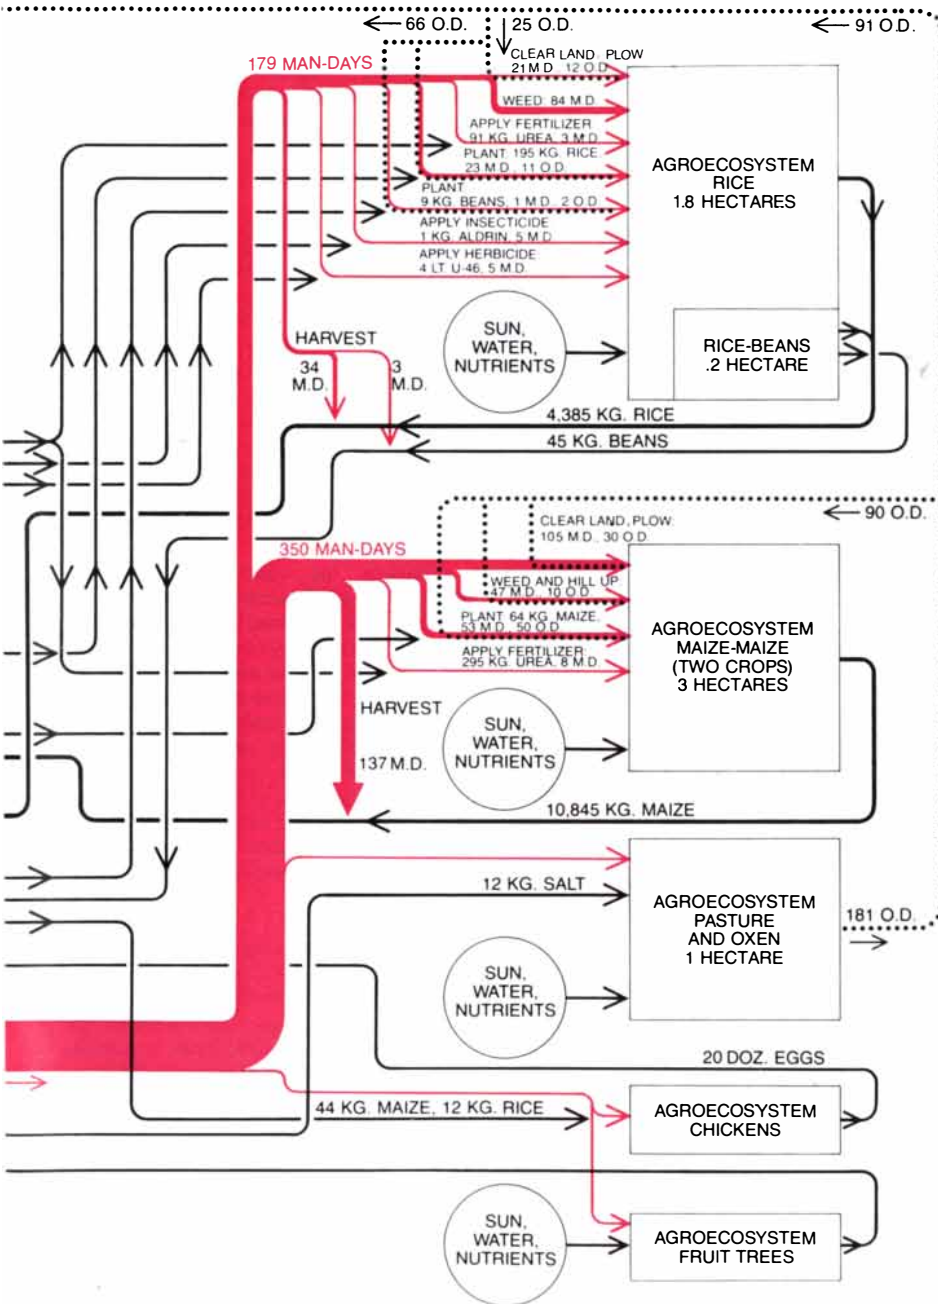 66 O.D.
25 O.D.
91 O.D.
179 MAN-DAYS
CLEAR LAND, PLOW
21 M.D., 12 O.D.
WEED: 84 M.D.
APPLY FERTILIZER
91 KG. UREA, 3 M.D.
PLANT: 195 KG. RICE,
23 M.D., 11 O.D.
PLANT
9 KG. BEANS, 1 M.D., 2 O.D.
APPLY INSECTICIDE
1 KG. ALDRIN, 5 M.D.
APPLY HERBICIDE:
4 LT. U-46, 5 M.D.
AGROECOSYSTEM
RICE
1.8 HECTARES
SUN,
WATER,
NUTRIENTS
RICE-BEANS
.2 HECTARE
HARVEST
34
M.D.
3
M.D.
4,385 KG. RICE
45 KG. BEANS
90 O.D.
350 MAN-DAYS
CLEAR LAND, PLOW:
105 M.D., 30 O.D.
WEED AND HILL UP
47 M.D., 10 O.D.
PLANT: 64 KG. MAIZE,
53 M.D., 50 O.D.
APPLY FERTILIZER:
295 KG. UREA, 8 M.D.
AGROECOSYSTEM
MAIZE-MAIZE
(TWO CROPS)
3 HECTARES
HARVEST
137 M.D.
SUN,
WATER,
NUTRIENTS
10,845 KG. MAIZE
12 KG. SALT
AGROECOSYSTEM
PASTURE
AND OXEN
1 HECTARE
181 O.D.
SUN,
WATER,
NUTRIENTS
20 DOZ. EGGS
44 KG. MAIZE, 12 KG. RICE
AGROECOSYSTEM
CHICKENS
SUN,
WATER,
NUTRIENTS
AGROECOSYSTEM
FRUIT TREES